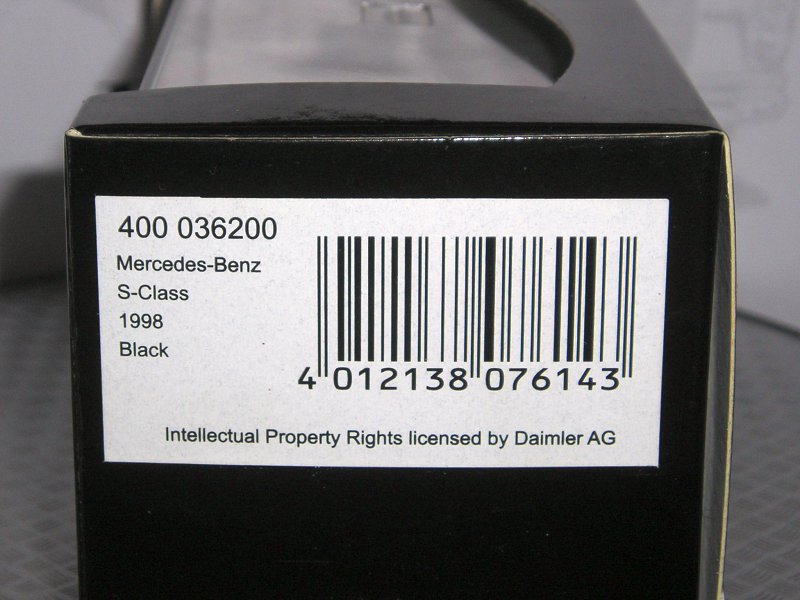 400 036200
Mercedes-Benz
S-Class
1998
Black
4 012138 076143
Intellectual Property Rights licensed by Daimler AG